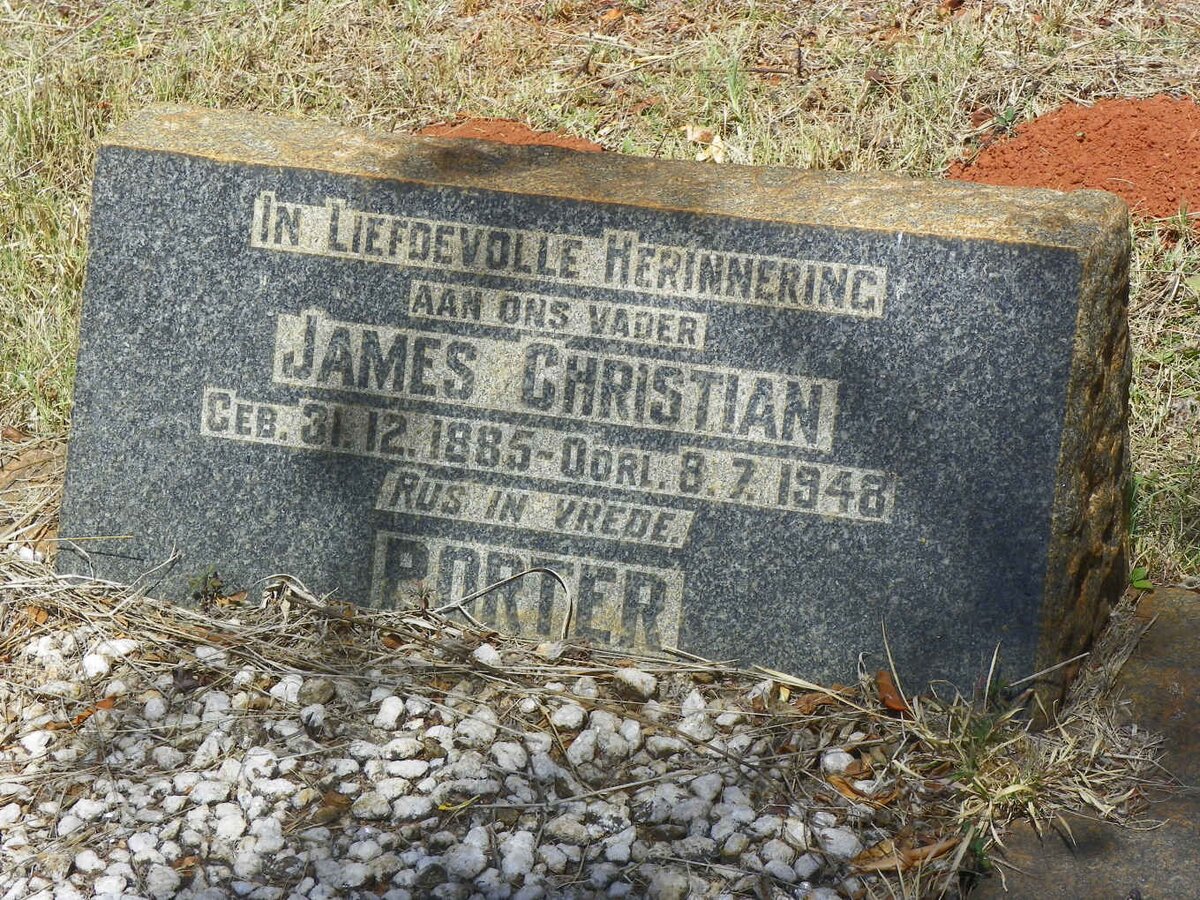 In Liefdevolle Herinnering
aan ons vader
James Christian
Geb. 31.12.1885-Oorl. 8.7.1948
Rus in vrede
Porter